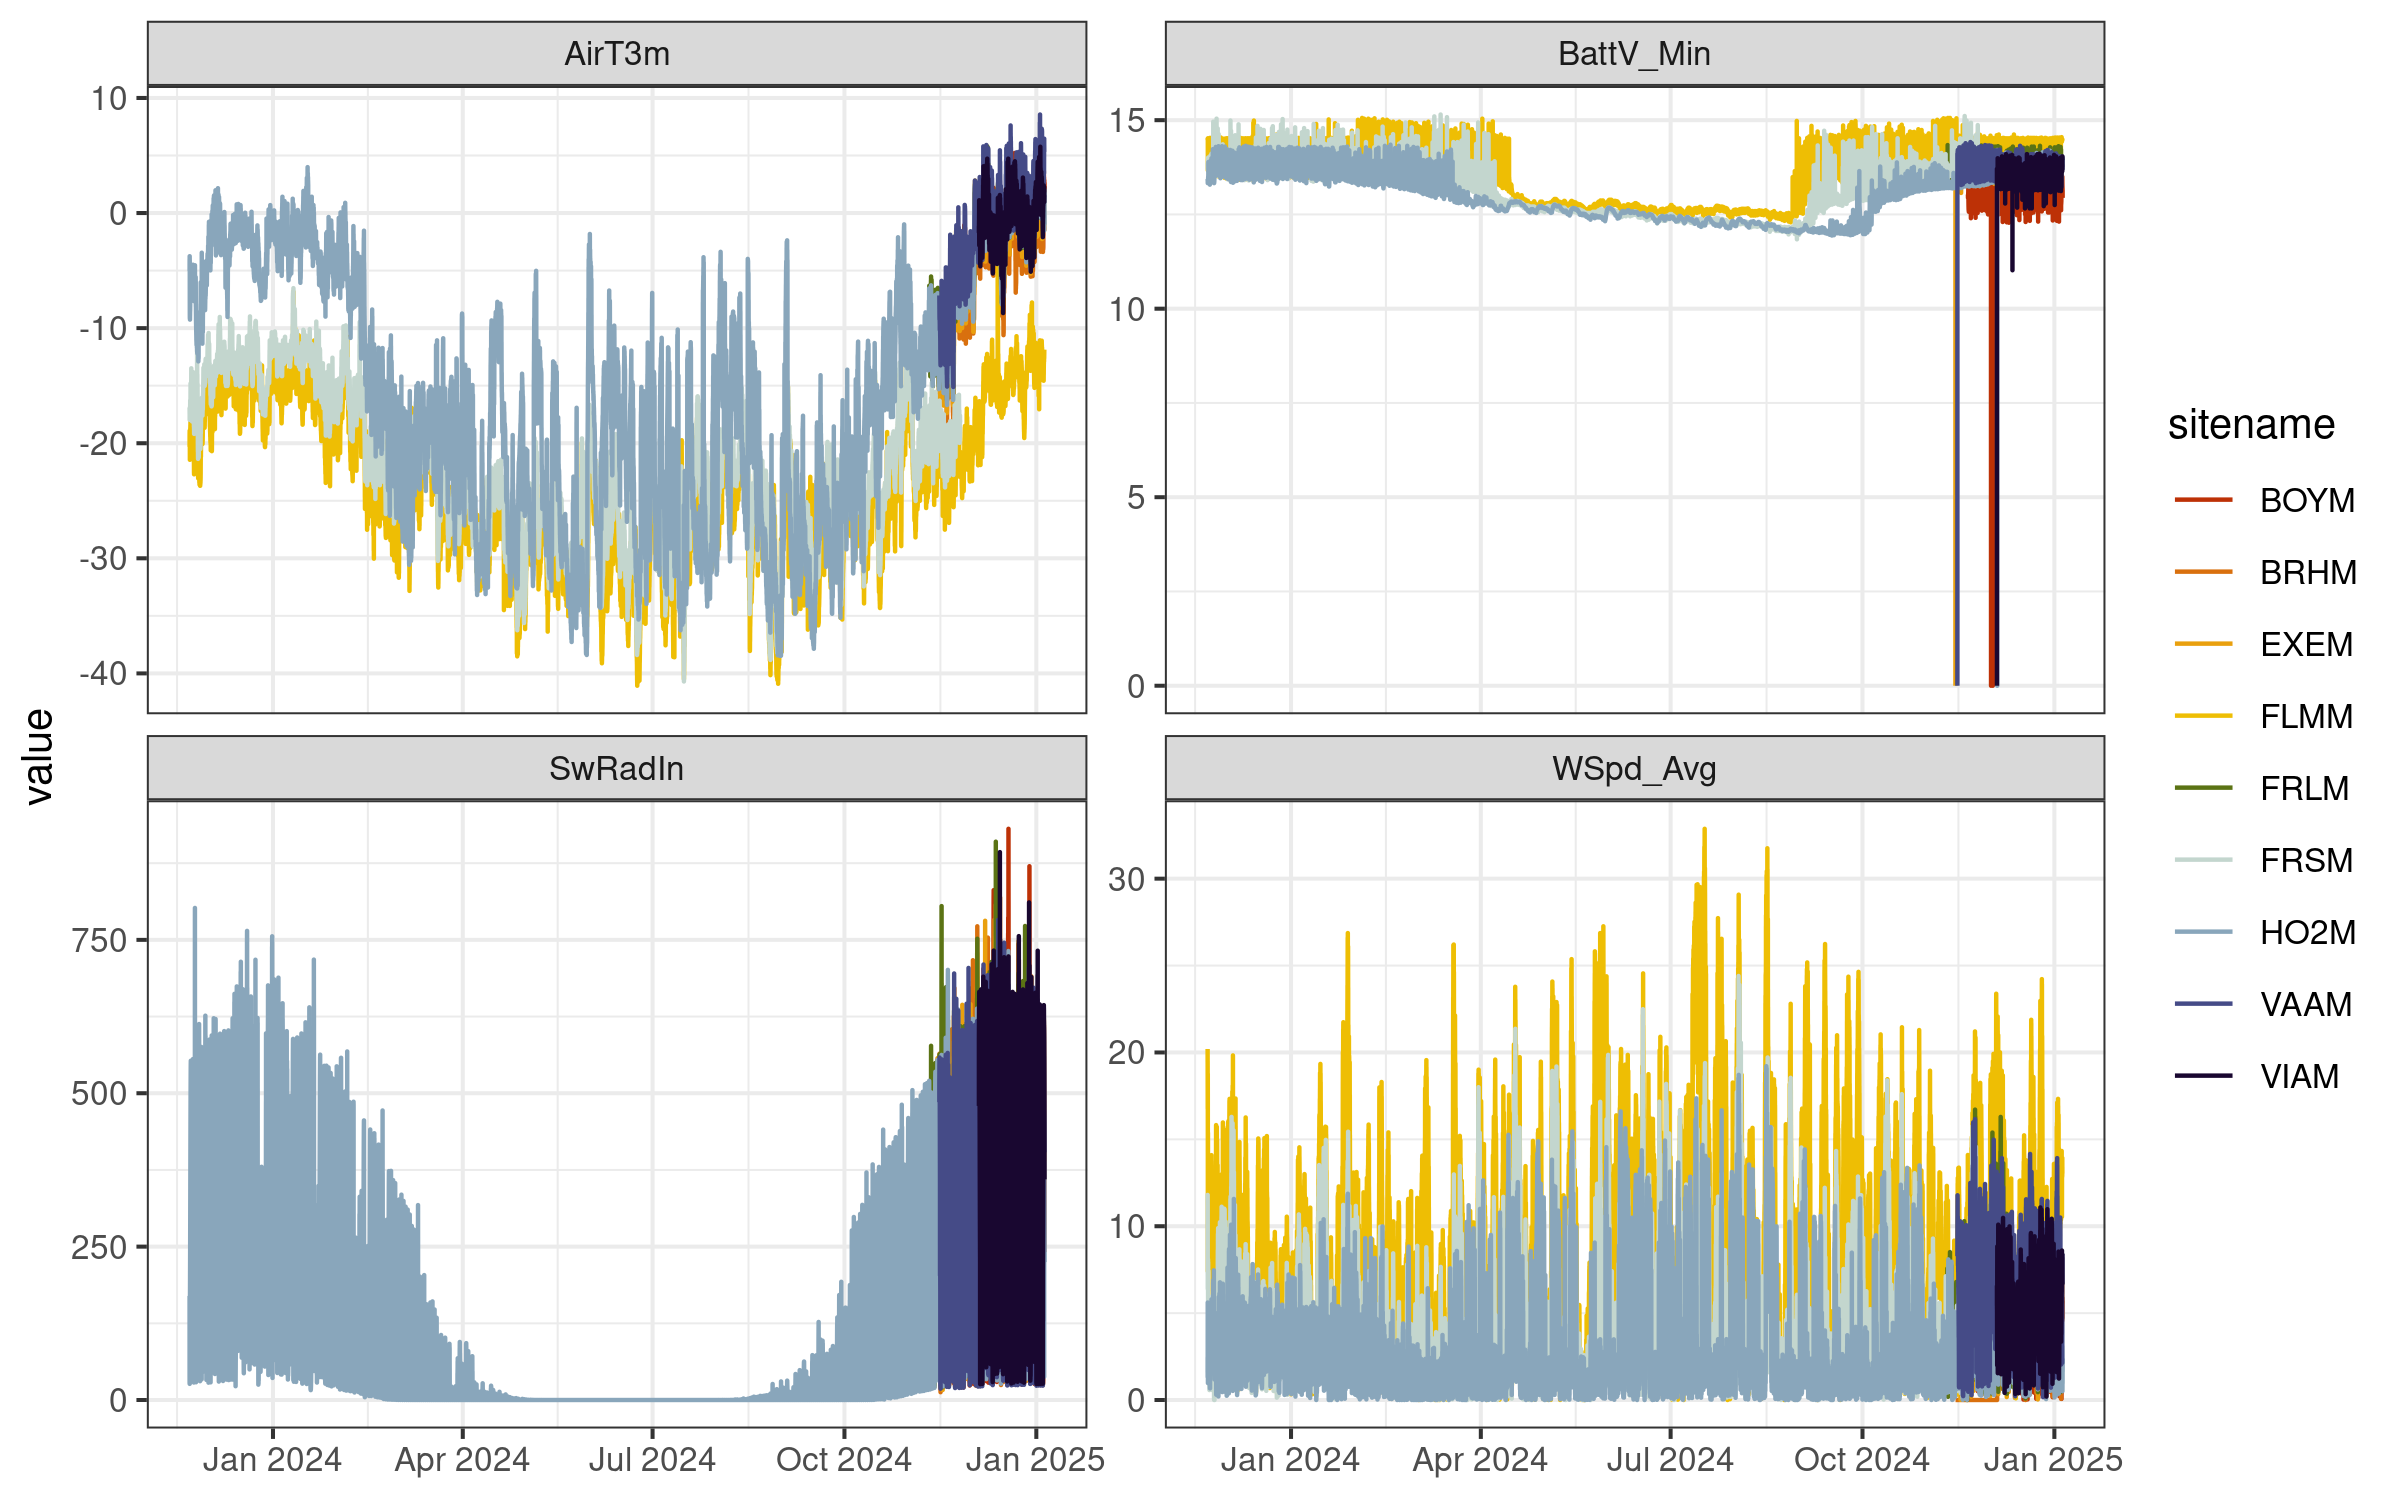 AirT3m
BattV_Min
10
0
-10
-20
-30
-40
15
10
5
0
value
SwRadIn
WSpd_Avg
750
500
250
0
30
20
10
0
Jan 2024
Apr 2024
Jul 2024
Oct 2024
Jan 2025
Jan 2024
Apr 2024
Jul 2024
Oct 2024
Jan 2025
sitename
BOYM
BRHM
EXEM
FLMM
FRLM
FRSM
HO2M
VAAM
VIAM